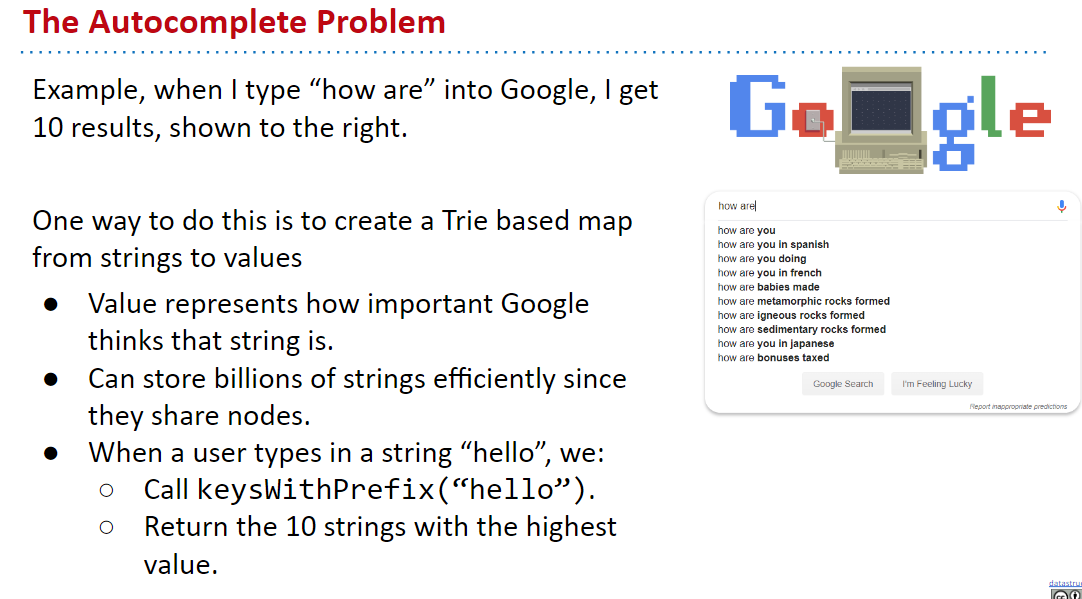 The Autocomplete Problem
Example, when I type “how are” into Google, I get
10 results, shown to the right.
One way to do this is to create a Trie based map
from strings to values
● Value represents how important Google
thinks that string is.
● Can store billions of strings efficiently since
they share nodes.
● When a user types in a string “hello”, we:
○ Call keysWithPrefix(“hello”).
○ Return the 10 strings with the highest
value.
Google
how are
how are you
how are you in spanish
how are you doing
how are you in french
how are babies made
how are metamorphic rocks formed
how are igneous rocks formed
how are sedimentary rocks formed
how are you in japanese
how are bonuses taxed
Google Search I'm Feeling Lucky
Report inappropriate predictions
datastru